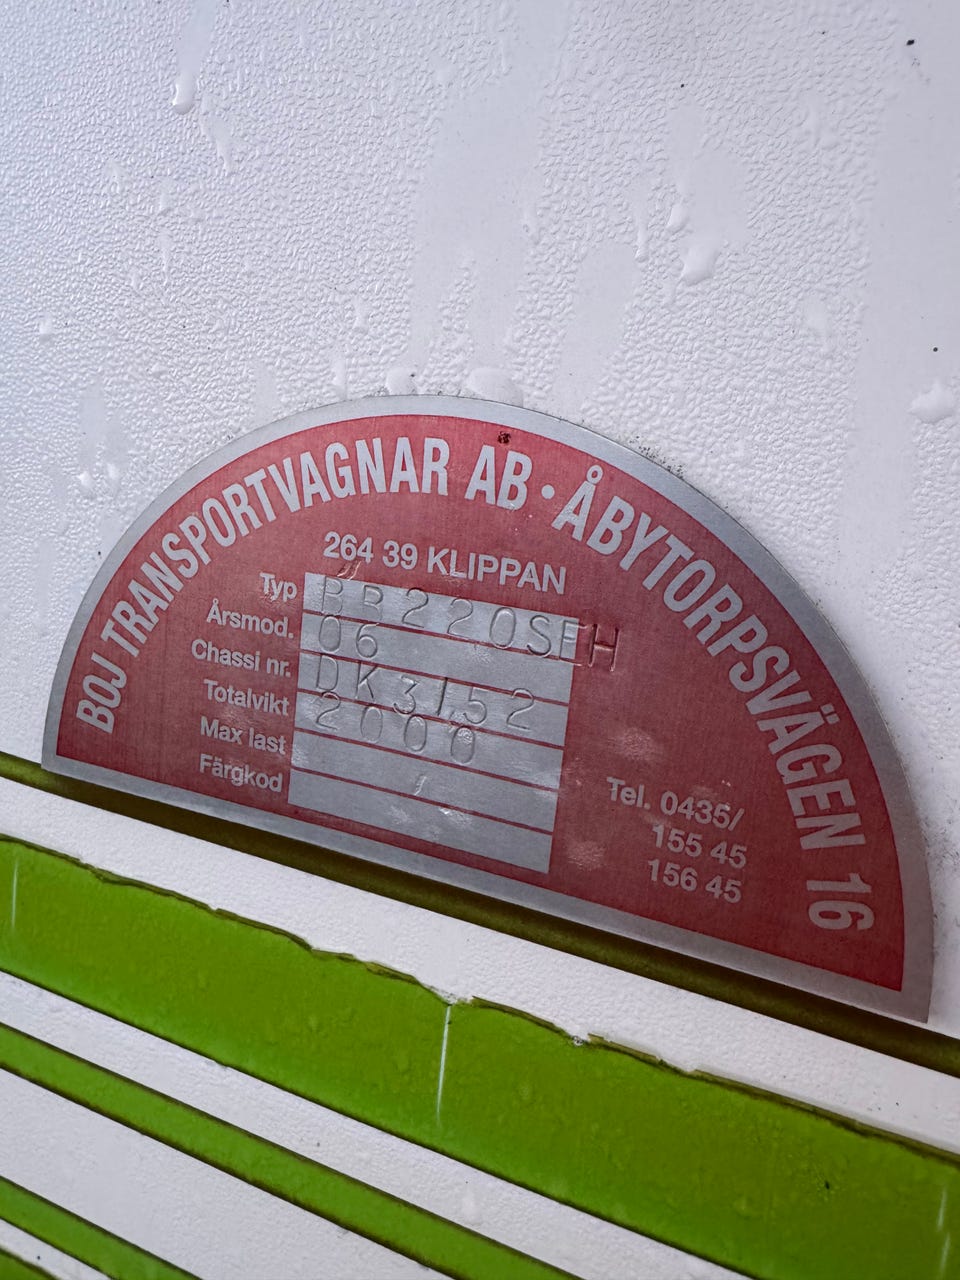 BOJ TRANSPORTVAGNAR AB · ÅBYTORPSVÄGEN 16
264 39 KLIPPAN
Typ BB220SEH
Årsmod. 06
Chassi nr. DK3152
Totalvikt 2000
Max last
Färgkod
Tel. 0435/
155 45
156 45